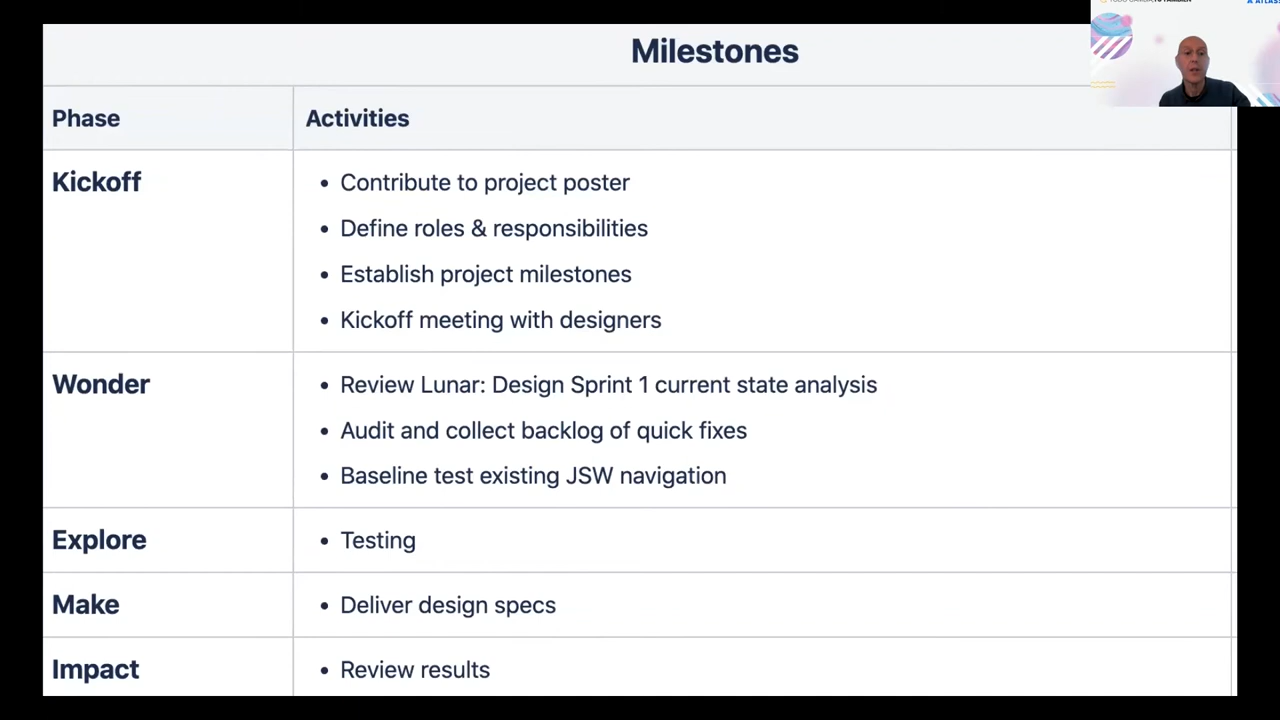 Milestones
Phase
Activities
Kickoff
• Contribute to project poster
• Define roles & responsibilities
• Establish project milestones
• Kickoff meeting with designers
Wonder
• Review Lunar: Design Sprint 1 current state analysis
• Audit and collect backlog of quick fixes
• Baseline test existing JSW navigation
Explore
• Testing
Make
• Deliver design specs
Impact
• Review results